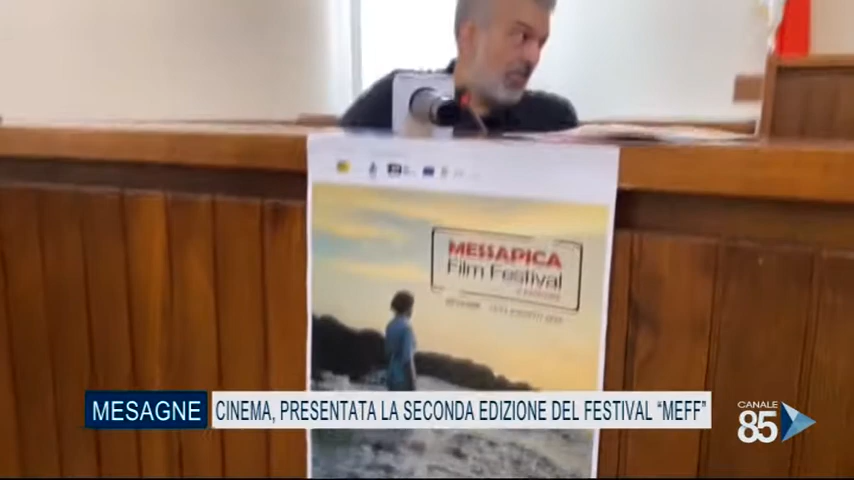 MESSAPICA
Film Festival
MESAGNE
CINEMA, PRESENTATA LA SECONDA EDIZIONE DEL FESTIVAL “MEFF”
CANALE
85